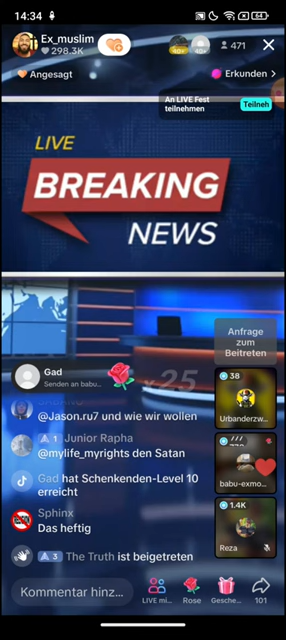 14:34
64
Ex_muslim
298.3K
40+
40+
471
Angesagt
Erkunden
An LIVE Fest
teilnehmen
Teilneh
LIVE
BREAKING
NEWS
Anfrage
zum
Beitreten
Gad
Senden an babu..
x25
38
Urbanderzw...
@Jason.ru7 und wie wir wollen
1 Junior Rapha
@mylife_myrights den Satan
babu-exmo...
Gad hat Schenkenden-Level 10
erreicht
1.4K
Sphinx
Das heftig
Reza
3 The Truth ist beigetreten
Kommentar hinz...
LIVE mi...
Rose
Gesche...
101